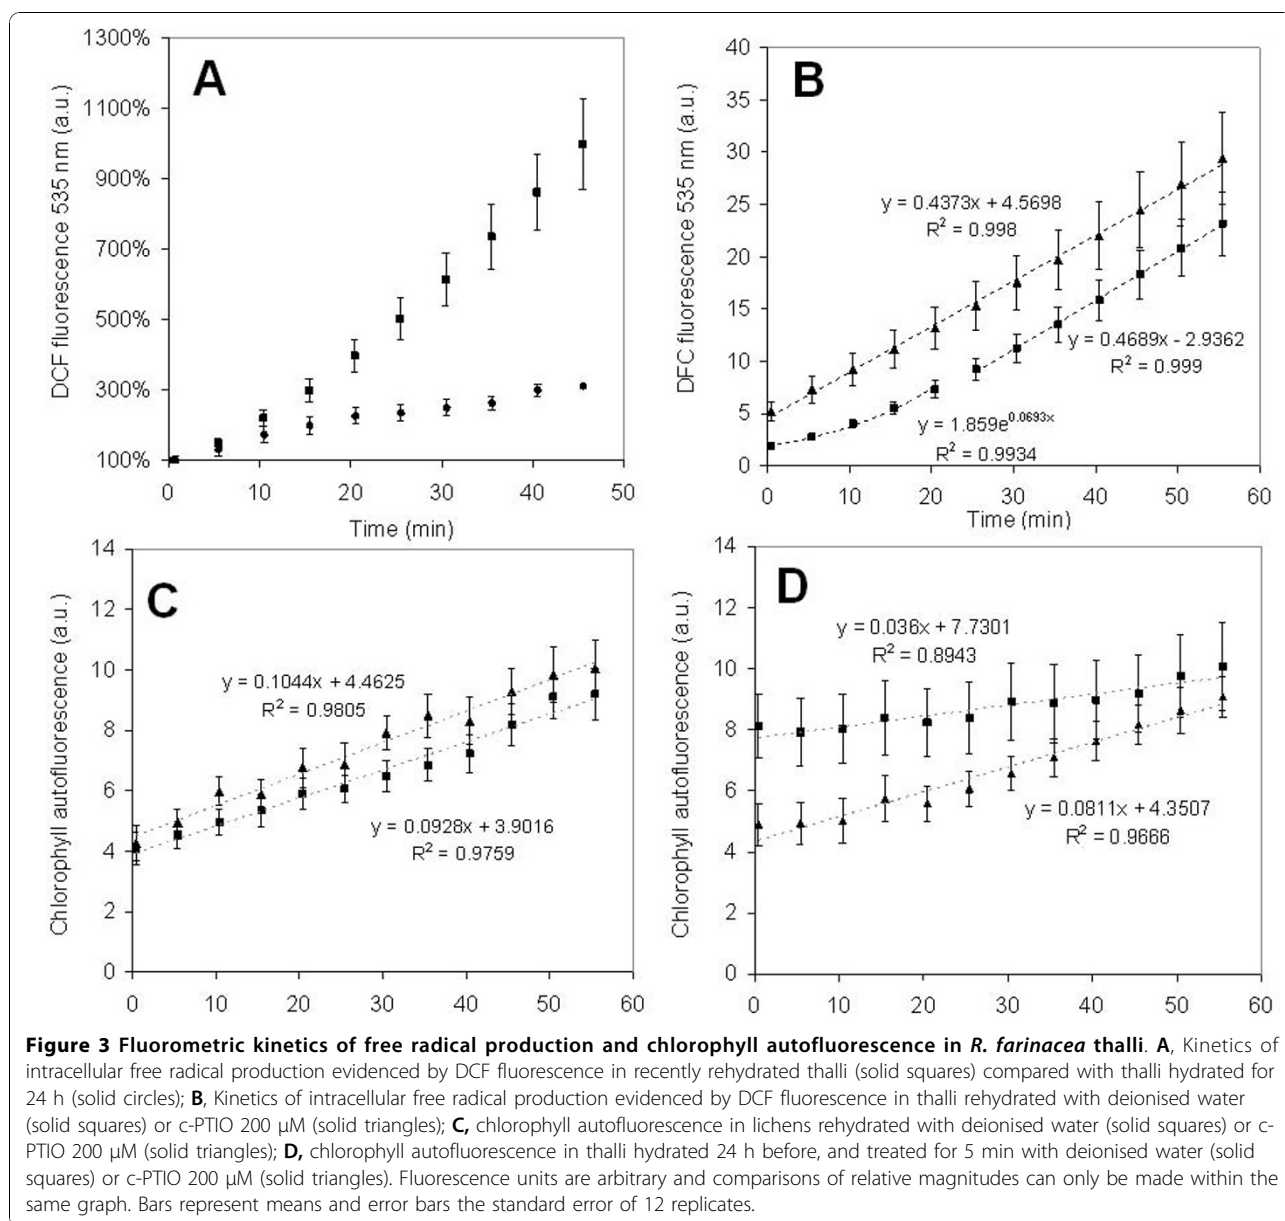 A
DCF fluorescence 535 nm (a.u.)
1300%
1100%
900%
700%
500%
300%
100%
0 10 20 30 40 50
Time (min)
B
DFC fluorescence 535 nm (a.u.)
40
35
30
25
20
15
10
5
0
y = 0.4373x + 4.5698
R² = 0.998
y = 0.4689x - 2.9362
R² = 0.999
y = 1.859e^0.0693x
R² = 0.9934
0 10 20 30 40 50 60
Time (min)
C
Chlorophyll autofluorescence (a.u.)
14
12
10
8
6
4
2
0
y = 0.1044x + 4.4625
R² = 0.9805
y = 0.0928x + 3.9016
R² = 0.9759
0 10 20 30 40 50 60
D
Chlorophyll autofluorescence (a.u.)
14
12
10
8
6
4
2
0
y = 0.036x + 7.7301
R² = 0.8943
y = 0.0811x + 4.3507
R² = 0.9666
0 10 20 30 40 50 60
Figure 3 Fluorometric kinetics of free radical production and chlorophyll autofluorescence in R. farinacea thalli. A, Kinetics of
intracellular free radical production evidenced by DCF fluorescence in recently rehydrated thalli (solid squares) compared with thalli hydrated for
24 h (solid circles); B, Kinetics of intracellular free radical production evidenced by DCF fluorescence in thalli rehydrated with deionised water
(solid squares) or c-PTIO 200 μM (solid triangles); C, chlorophyll autofluorescence in lichens rehydrated with deionised water (solid squares) or c-
PTIO 200 μM (solid triangles); D, chlorophyll autofluorescence in thalli hydrated 24 h before, and treated for 5 min with deionised water (solid
squares) or c-PTIO 200 μM (solid triangles). Fluorescence units are arbitrary and comparisons of relative magnitudes can only be made within the
same graph. Bars represent means and error bars the standard error of 12 replicates.